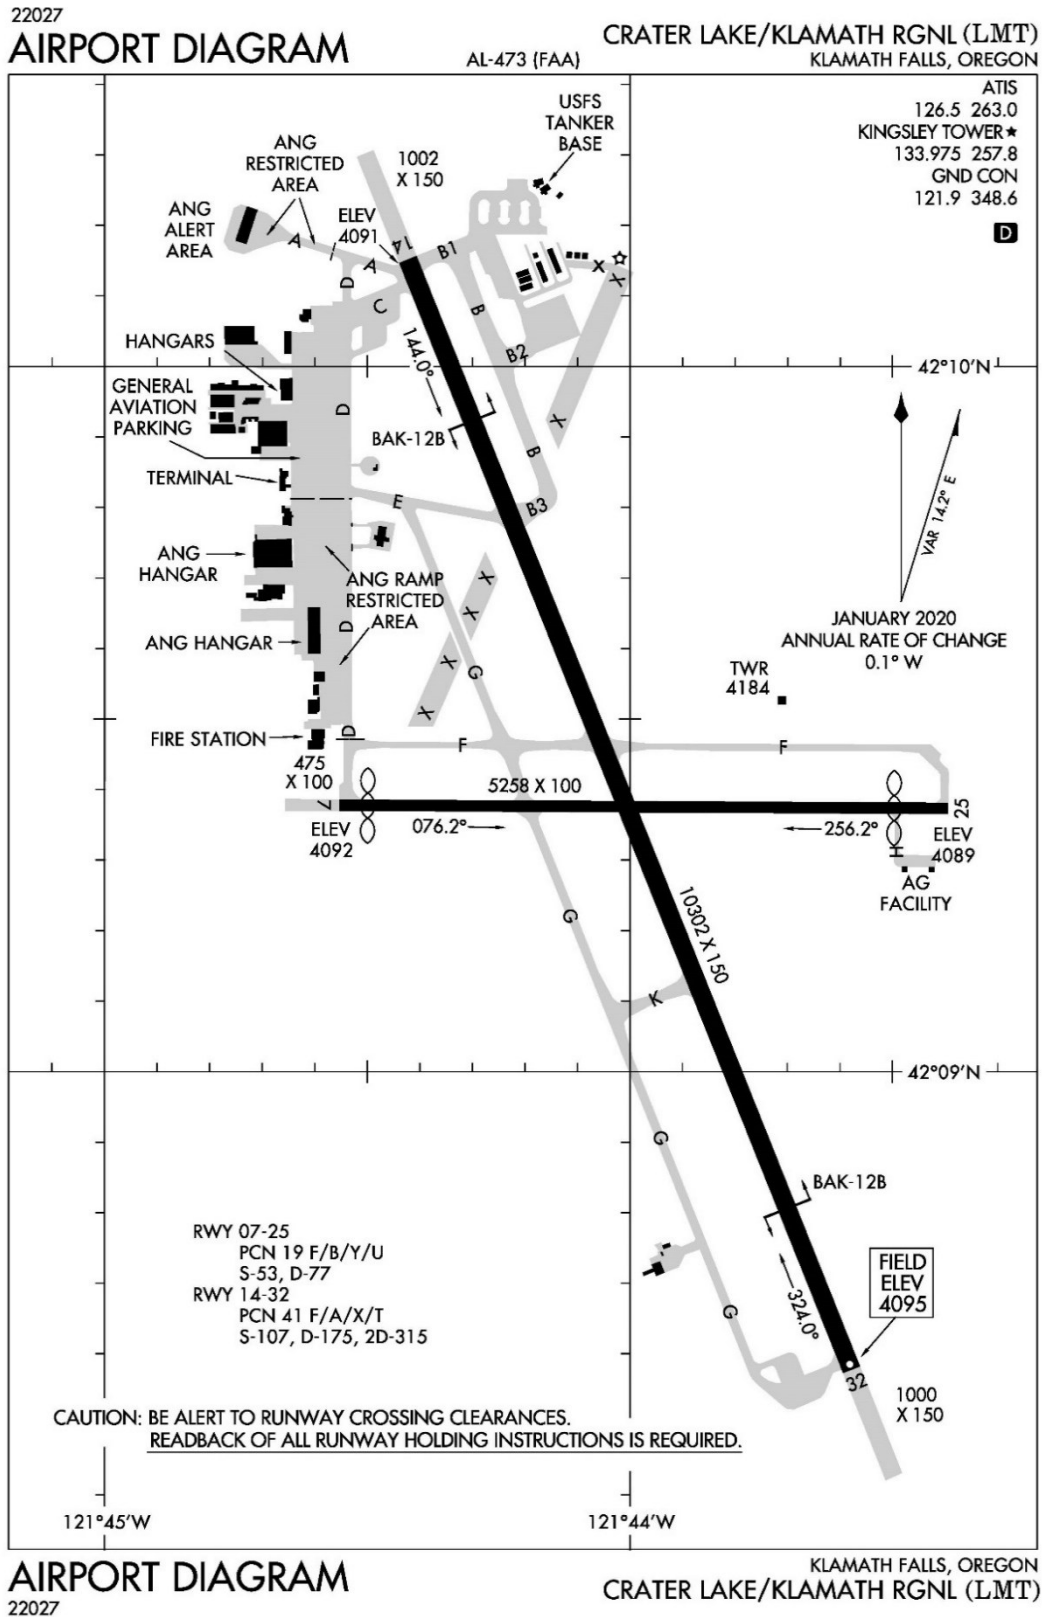 22027
AIRPORT DIAGRAM
AL-473 (FAA)
CRATER LAKE/KLAMATH RGNL (LMT)
KLAMATH FALLS, OREGON
ATIS
126.5 263.0
KINGSLEY TOWER★
133.975 257.8
GND CON
121.9 348.6
D
USFS
TANKER
BASE
ANG
RESTRICTED
AREA
1002
X 150
ANG
ALERT
AREA
ELEV
4091
14
A
A
B1
D
C
B
X
X
HANGARS
144.0°
B2
42°10'N
GENERAL
AVIATION
PARKING
D
X
BAK-12B
B
TERMINAL
E
B3
VAR 14.2° E
ANG
HANGAR
ANG RAMP
RESTRICTED
AREA
X
X
D
JANUARY 2020
ANNUAL RATE OF CHANGE
0.1° W
ANG HANGAR
X
G
TWR
4184
X
FIRE STATION
D
F
F
475
X 100
5258 X 100
7
25
ELEV
4092
076.2°
256.2°
ELEV
4089
H
AG
FACILITY
10302 X 150
G
K
42°09'N
G
BAK-12B
RWY 07-25
PCN 19 F/B/Y/U
S-53, D-77
RWY 14-32
PCN 41 F/A/X/T
S-107, D-175, 2D-315
FIELD
ELEV
4095
G
324.0°
32
1000
X 150
CAUTION: BE ALERT TO RUNWAY CROSSING CLEARANCES.
READBACK OF ALL RUNWAY HOLDING INSTRUCTIONS IS REQUIRED.
121°45'W
121°44'W
AIRPORT DIAGRAM
22027
KLAMATH FALLS, OREGON
CRATER LAKE/KLAMATH RGNL (LMT)